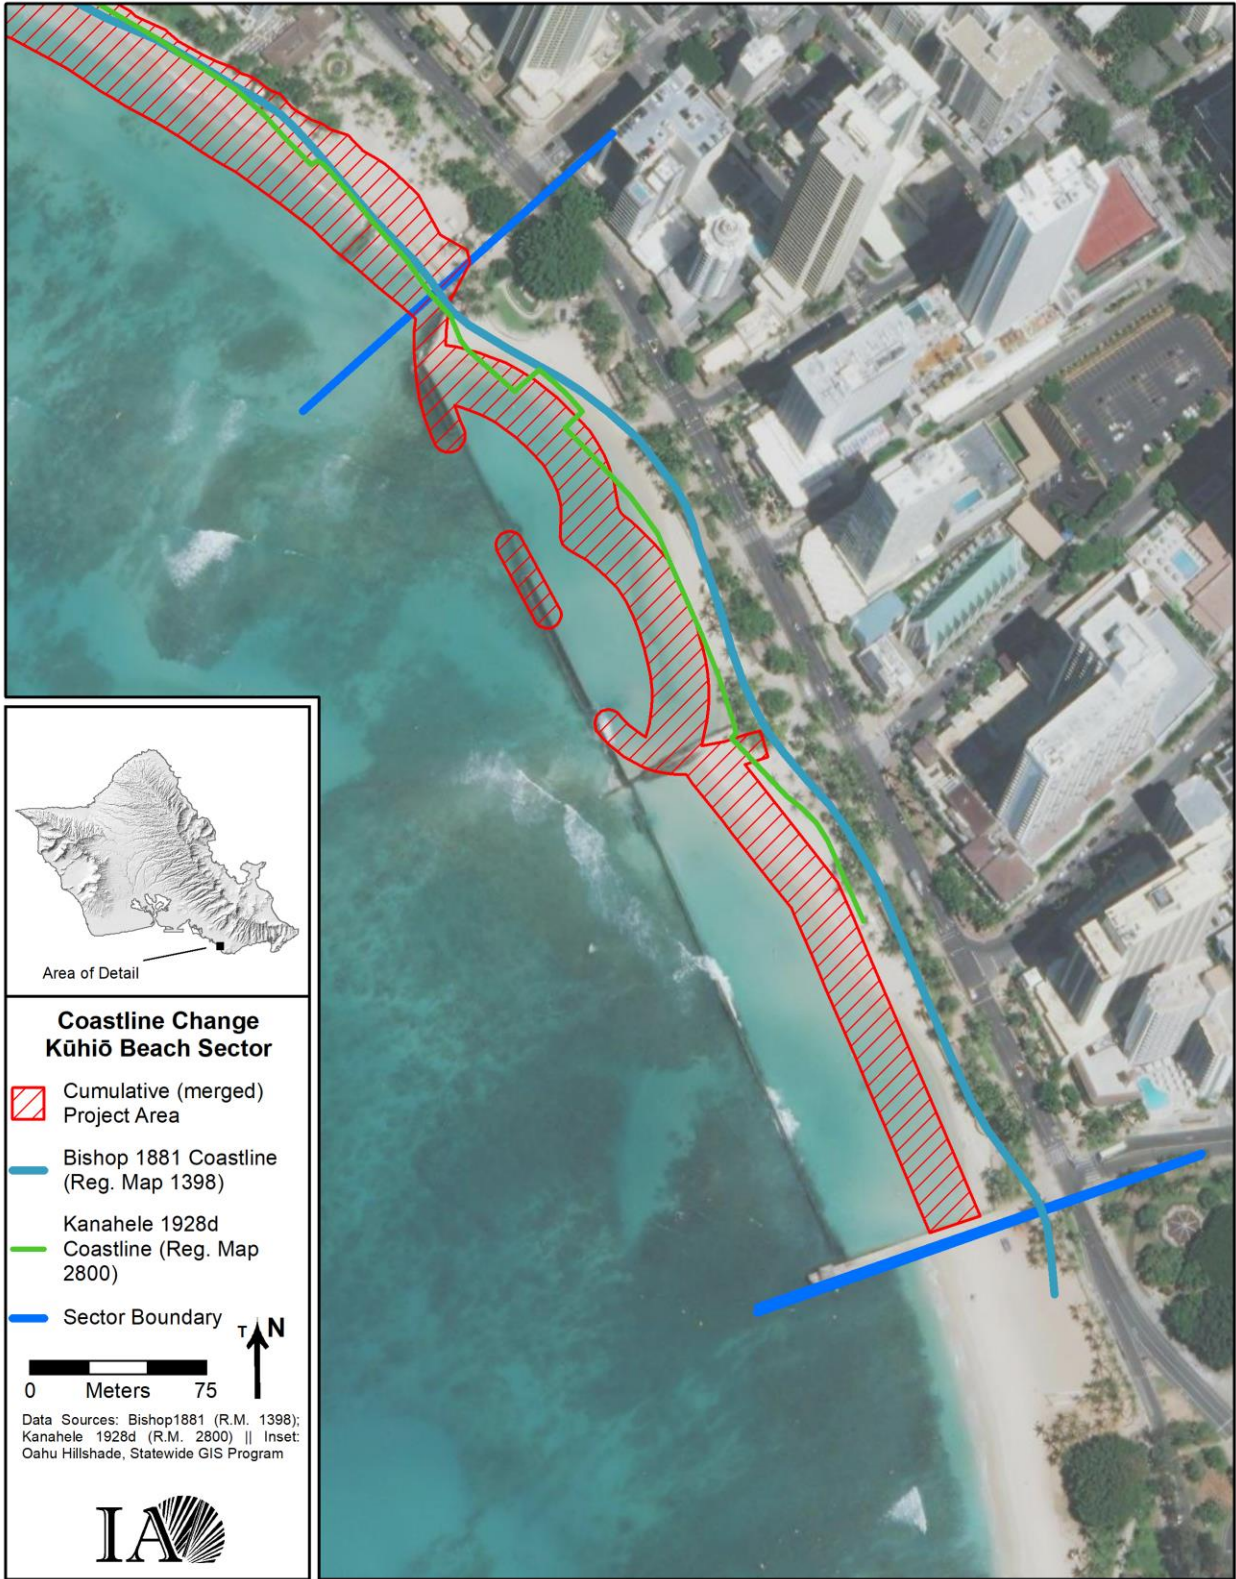 Area of Detail
Coastline Change
Kūhiō Beach Sector
Cumulative (merged)
Project Area
Bishop 1881 Coastline
(Reg. Map 1398)
Kanahele 1928d
Coastline (Reg. Map
2800)
Sector Boundary
T N
0 Meters 75
Data Sources: Bishop1881 (R.M. 1398);
Kanahele 1928d (R.M. 2800) || Inset:
Oahu Hillshade, Statewide GIS Program
IA